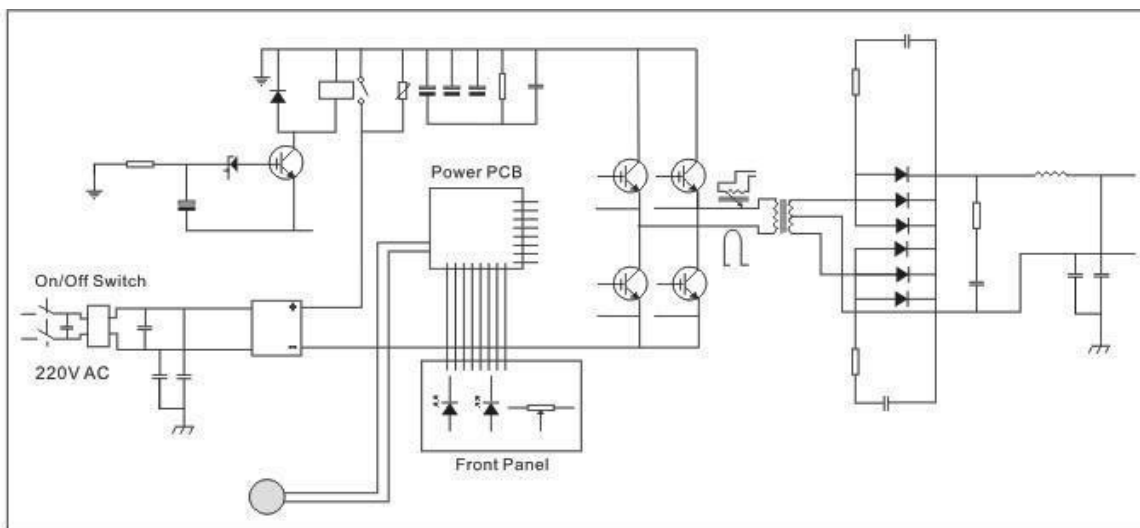 Power PCB
On/Off Switch
+
220V AC
Front Panel